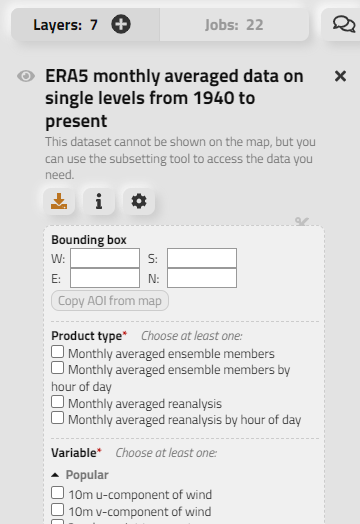 Layers: 7
Jobs: 22
ERA5 monthly averaged data on
single levels from 1940 to
present
This dataset cannot be shown on the map, but you
can use the subsetting tool to access the data you
need.
Bounding box
W: S:
E: N:
Copy AOI from map
Product type* Choose at least one:
Monthly averaged ensemble members
Monthly averaged ensemble members by
hour of day
Monthly averaged reanalysis
Monthly averaged reanalysis by hour of day
Variable* Choose at least one:
Popular
10m u-component of wind
10m v-component of wind